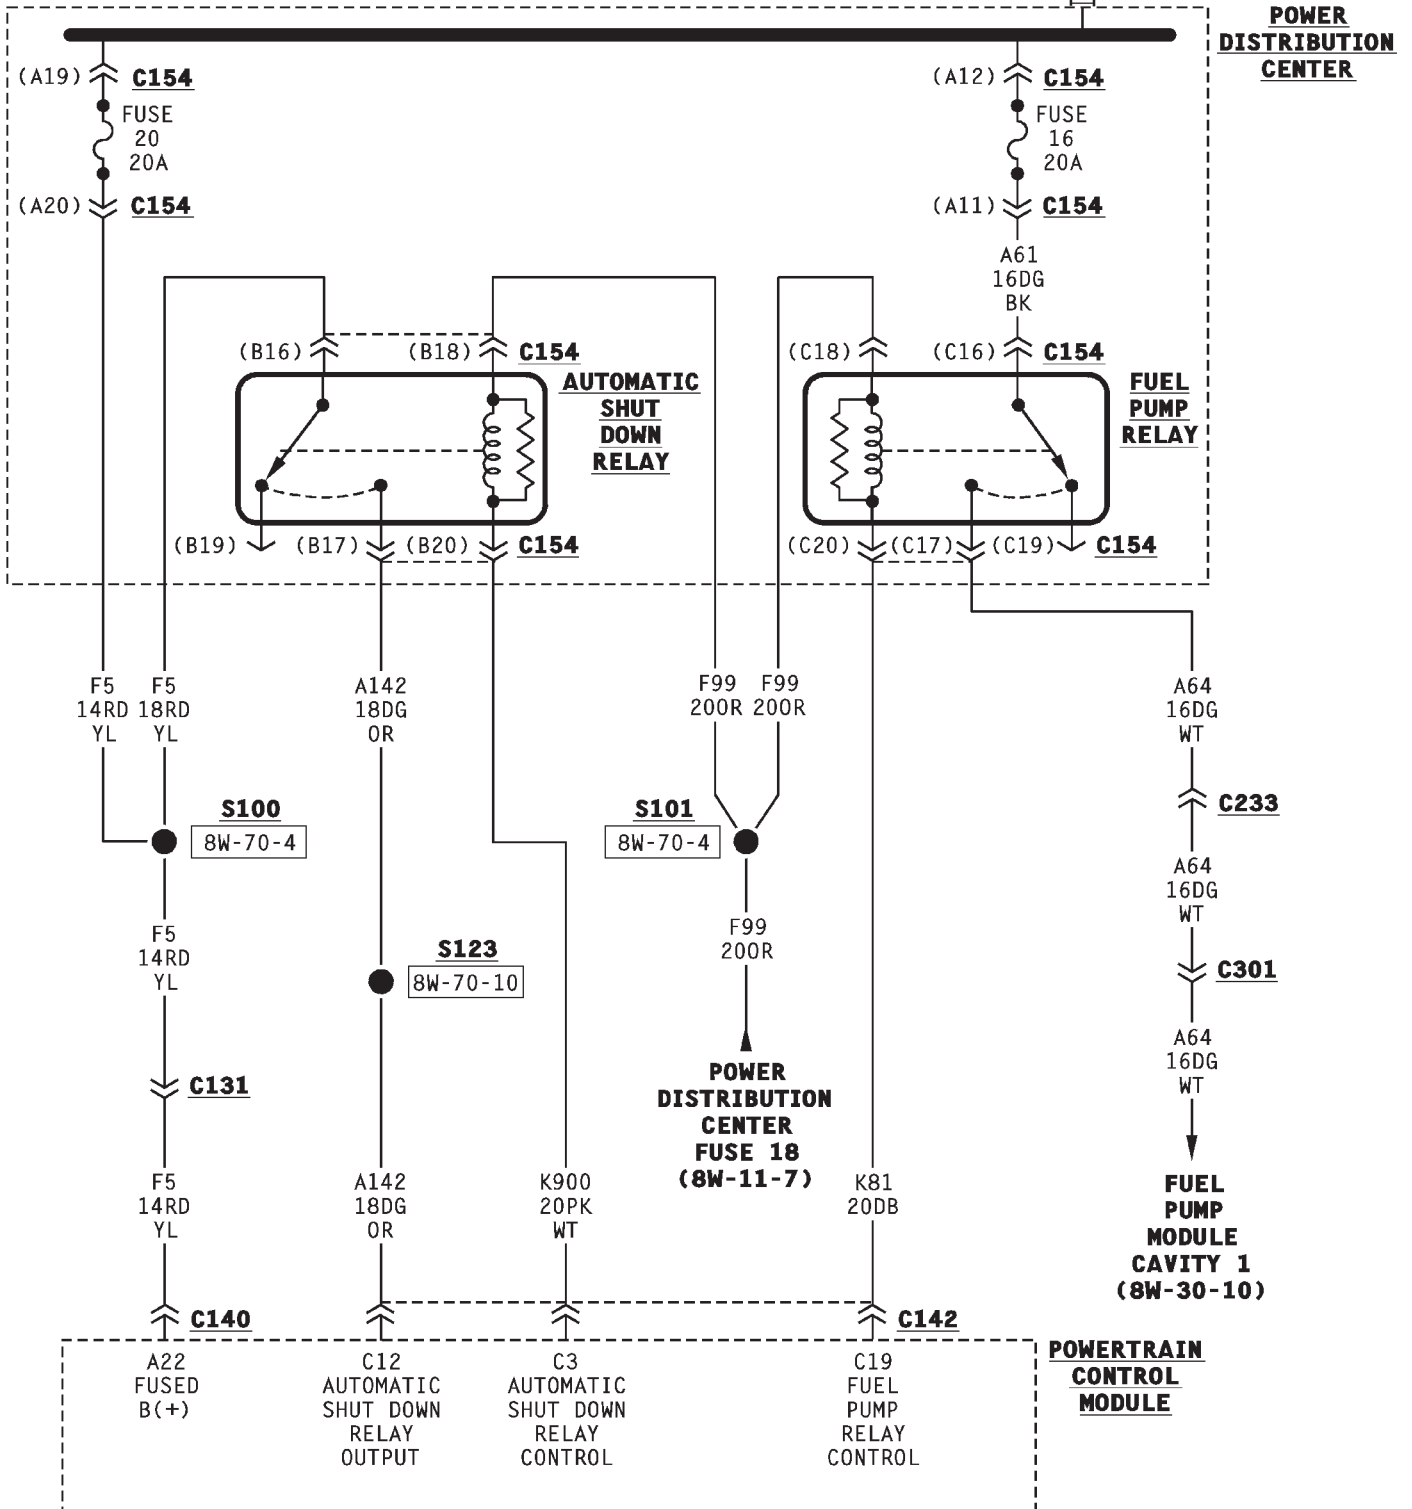 POWER
DISTRIBUTION
CENTER
(A19) C154
FUSE
20
20A
(A20) C154
(A12) C154
FUSE
16
20A
(A11) C154
A61
16DG
BK
(B16) (B18) C154
AUTOMATIC
SHUT
DOWN
RELAY
(C18) (C16) C154
FUEL
PUMP
RELAY
(B19) (B17) (B20) C154
(C20) (C17) (C19) C154
F5
14RD
YL
F5
18RD
YL
A142
18DG
OR
F99
20OR
F99
20OR
A64
16DG
WT
S100
8W-70-4
S101
8W-70-4
C233
F5
14RD
YL
S123
8W-70-10
F99
20OR
A64
16DG
WT
C301
C131
POWER
DISTRIBUTION
CENTER
FUSE 18
(8W-11-7)
A64
16DG
WT
F5
14RD
YL
A142
18DG
OR
K900
20PK
WT
K81
20DB
FUEL
PUMP
MODULE
CAVITY 1
(8W-30-10)
C140
C142
A22
FUSED
B(+)
C12
AUTOMATIC
SHUT DOWN
RELAY
OUTPUT
C3
AUTOMATIC
SHUT DOWN
RELAY
CONTROL
C19
FUEL
PUMP
RELAY
CONTROL
POWERTRAIN
CONTROL
MODULE